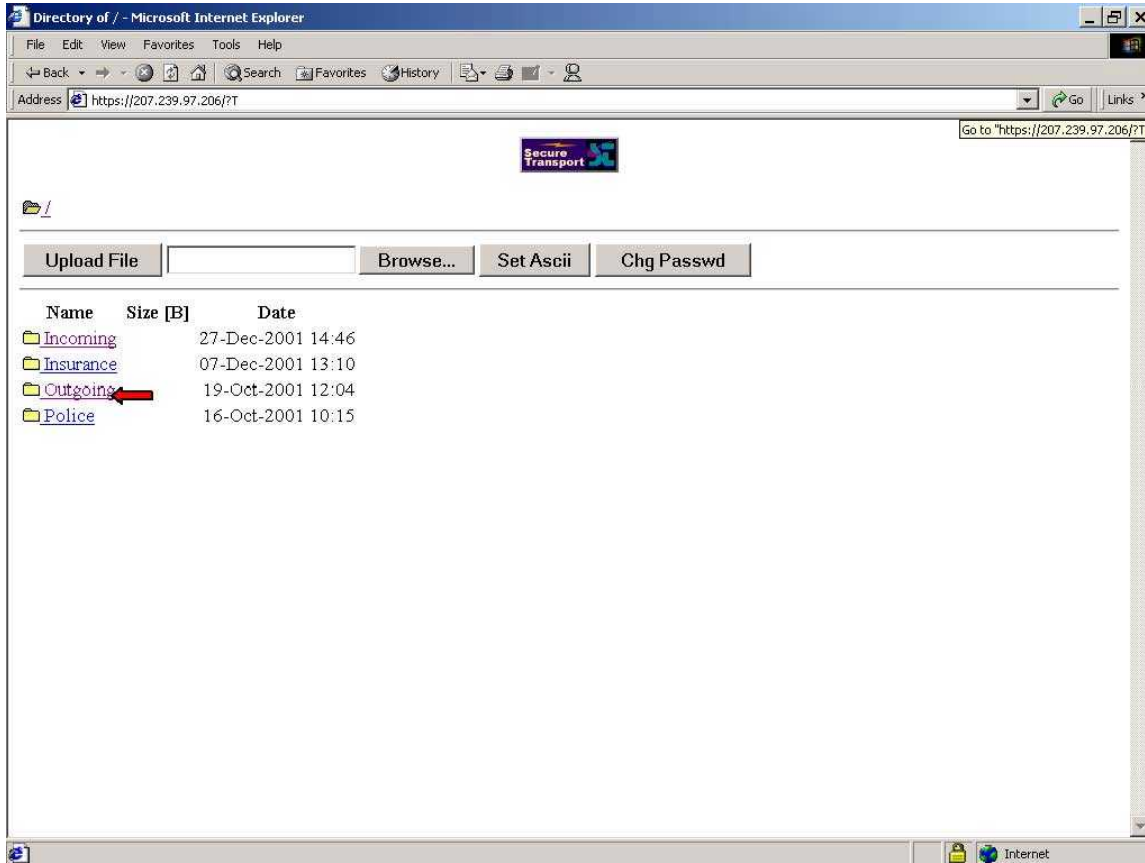 Directory of / - Microsoft Internet Explorer
File Edit View Favorites Tools Help
Back Search Favorites History
Address https://207.239.97.206/?T Go Links
Go to "https://207.239.97.206/?T
Secure
Transport
/
Upload File Browse... Set Ascii Chg Passwd
Name Size [B] Date
Incoming 27-Dec-2001 14:46
Insurance 07-Dec-2001 13:10
Outgoing 19-Oct-2001 12:04
Police 16-Oct-2001 10:15
Internet